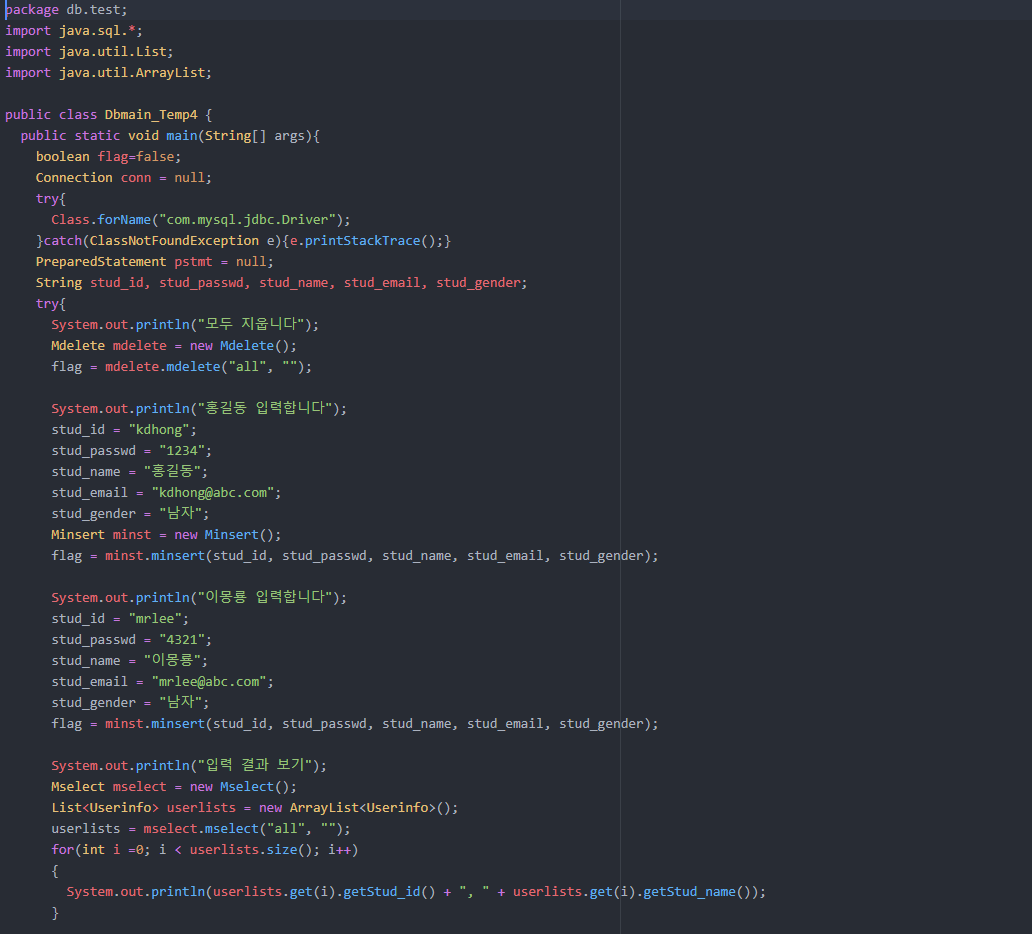 package db.test;
import java.sql.*;
import java.util.List;
import java.util.ArrayList;

public class Dbmain_Temp4 {
  public static void main(String[] args){
    boolean flag=false;
    Connection conn = null;
    try{
      Class.forName("com.mysql.jdbc.Driver");
    }catch(ClassNotFoundException e){e.printStackTrace();}
    PreparedStatement pstmt = null;
    String stud_id, stud_passwd, stud_name, stud_email, stud_gender;
    try{
      System.out.println("모두 지웁니다");
      Mdelete mdelete = new Mdelete();
      flag = mdelete.mdelete("all", "");

      System.out.println("홍길동 입력합니다");
      stud_id = "kdhong";
      stud_passwd = "1234";
      stud_name = "홍길동";
      stud_email = "kdhong@abc.com";
      stud_gender = "남자";
      Minsert minst = new Minsert();
      flag = minst.minsert(stud_id, stud_passwd, stud_name, stud_email, stud_gender);

      System.out.println("이몽룡 입력합니다");
      stud_id = "mrlee";
      stud_passwd = "4321";
      stud_name = "이몽룡";
      stud_email = "mrlee@abc.com";
      stud_gender = "남자";
      flag = minst.minsert(stud_id, stud_passwd, stud_name, stud_email, stud_gender);

      System.out.println("입력 결과 보기");
      Mselect mselect = new Mselect();
      List<Userinfo> userlists = new ArrayList<Userinfo>();
      userlists = mselect.mselect("all", "");
      for(int i =0; i < userlists.size(); i++)
      {
        System.out.println(userlists.get(i).getStud_id() + ", " + userlists.get(i).getStud_name());
      }